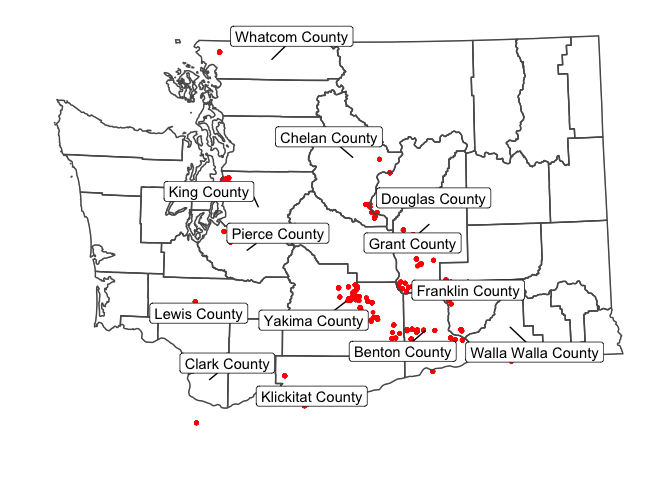 Whatcom County
Chelan County
King County
Douglas County
Pierce County
Grant County
Franklin County
Lewis County
Yakima County
Benton County
Walla Walla County
Clark County
Klickitat County